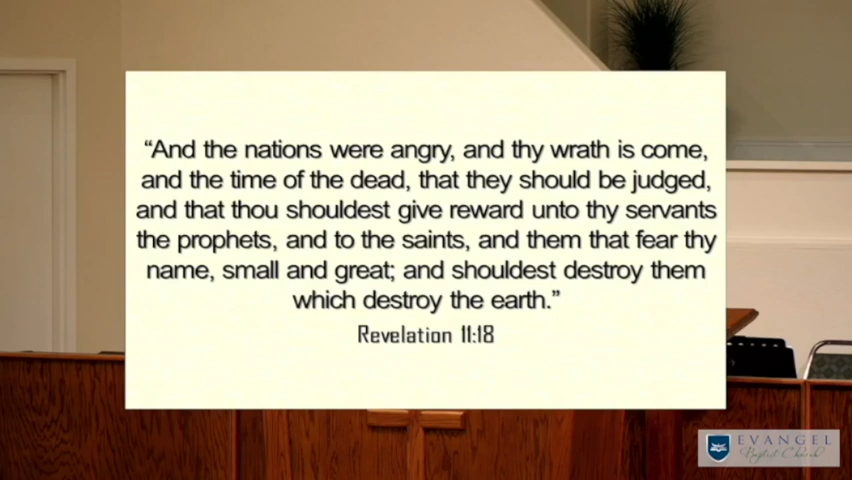 “And the nations were angry, and thy wrath is come,
and the time of the dead, that they should be judged,
and that thou shouldest give reward unto thy servants
the prophets, and to the saints, and them that fear thy
name, small and great; and shouldest destroy them
which destroy the earth.”
Revelation 11:18
EVANGEL
Baptist Church